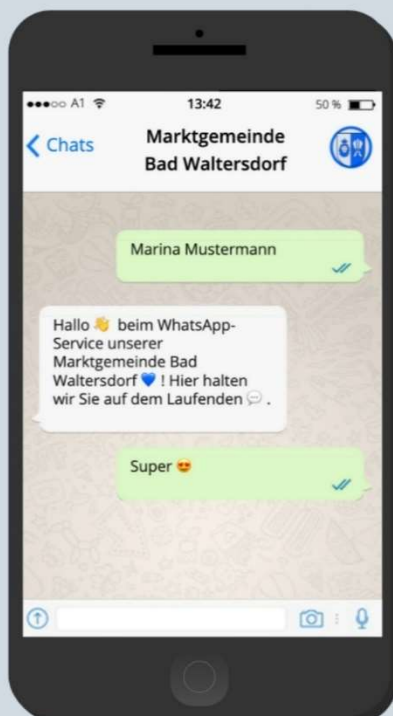 A1 13:42 50 %
Chats
Marktgemeinde
Bad Waltersdorf
Marina Mustermann
Hallo 👋 beim WhatsApp-
Service unserer
Marktgemeinde Bad
Waltersdorf 💙 ! Hier halten
wir Sie auf dem Laufenden 💬 .
Super 😍